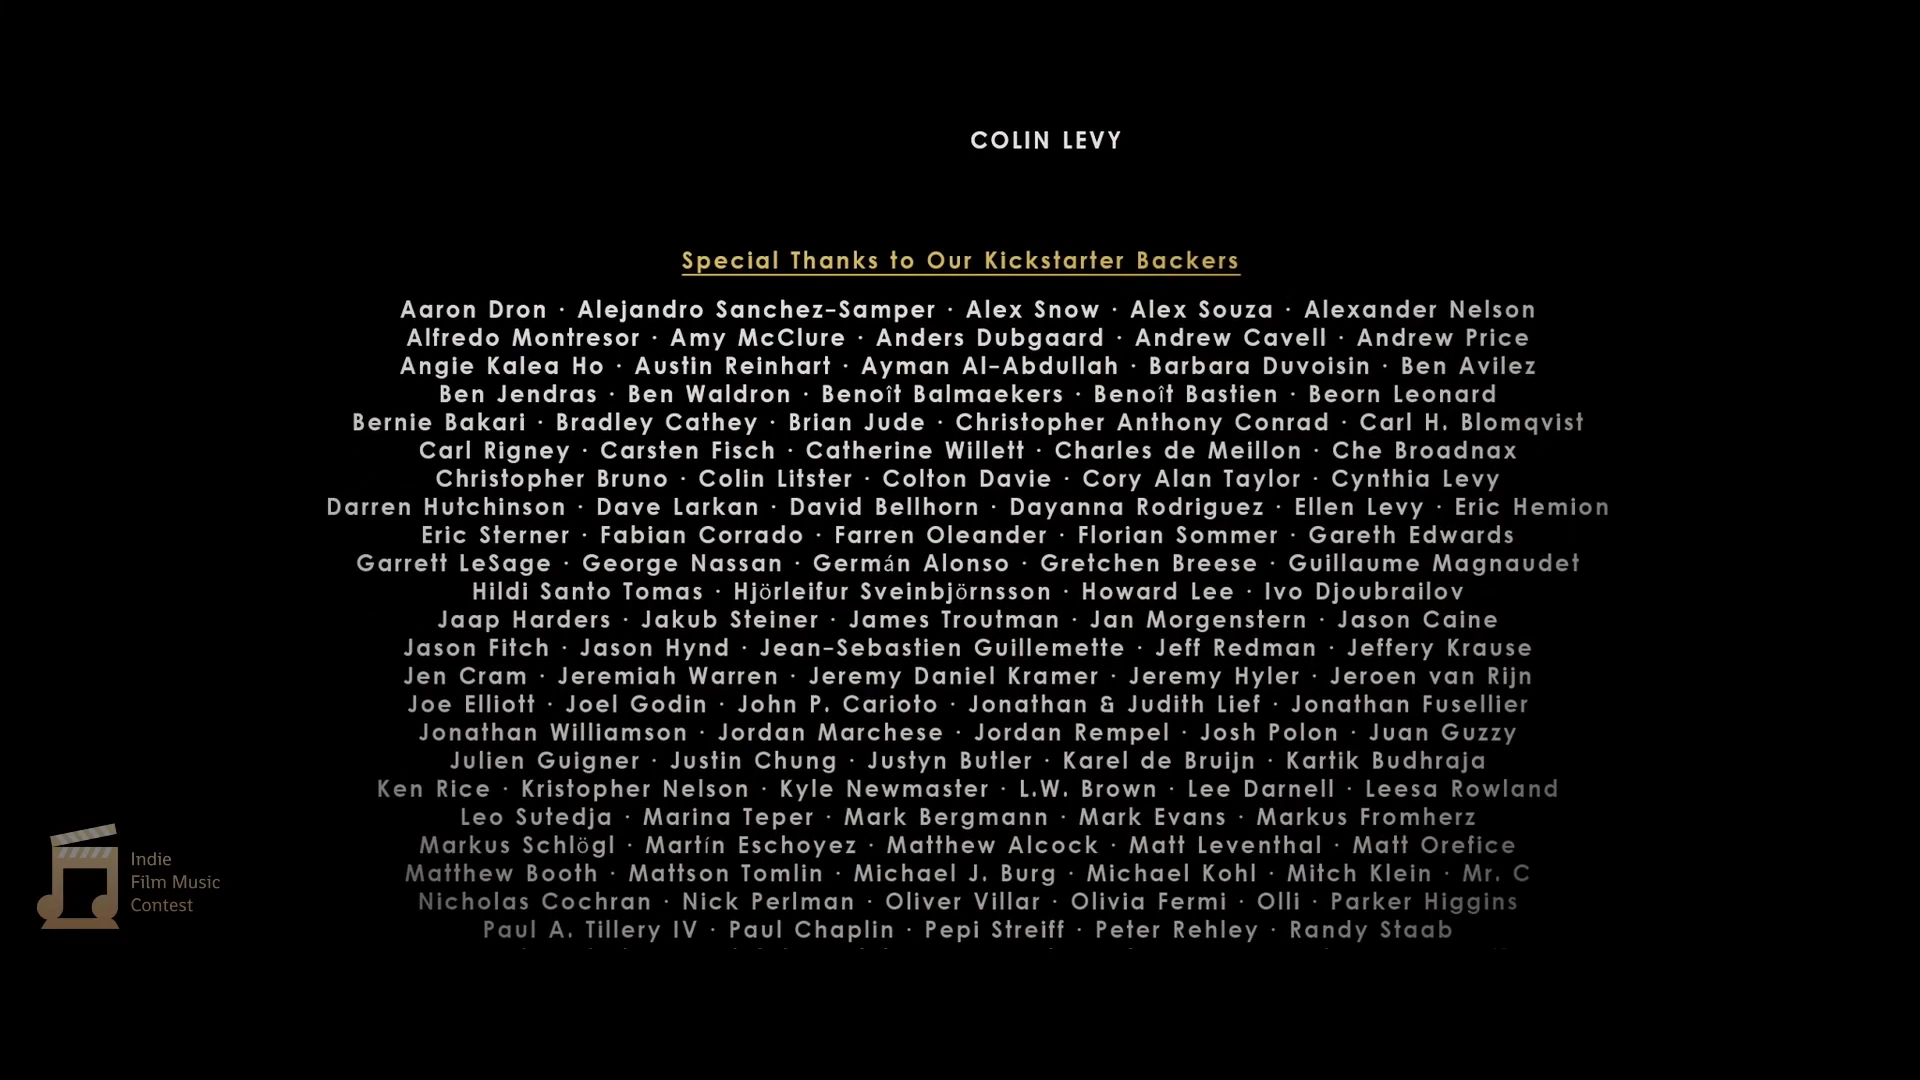 COLIN LEVY
Special Thanks to Our Kickstarter Backers
Aaron Dron · Alejandro Sanchez-Samper · Alex Snow · Alex Souza · Alexander Nelson
Alfredo Montresor · Amy McClure · Anders Dubgaard · Andrew Cavell · Andrew Price
Angie Kalea Ho · Austin Reinhart · Ayman Al-Abdullah · Barbara Duvoisin · Ben Avilez
Ben Jendras · Ben Waldron · Benoît Balmaekers · Benoît Bastien · Beorn Leonard
Bernie Bakari · Bradley Cathey · Brian Jude · Christopher Anthony Conrad · Carl H. Blomqvist
Carl Rigney · Carsten Fisch · Catherine Willett · Charles de Meillon · Che Broadnax
Christopher Bruno · Colin Litster · Colton Davie · Cory Alan Taylor · Cynthia Levy
Darren Hutchinson · Dave Larkan · David Bellhorn · Dayanna Rodriguez · Ellen Levy · Eric Hemion
Eric Sterner · Fabian Corrado · Farren Oleander · Florian Sommer · Gareth Edwards
Garrett LeSage · George Nassan · Germán Alonso · Gretchen Breese · Guillaume Magnaudet
Hildi Santo Tomas · Hjörleifur Sveinbjörnsson · Howard Lee · Ivo Djoubrailov
Jaap Harders · Jakub Steiner · James Troutman · Jan Morgenstern · Jason Caine
Jason Fitch · Jason Hynd · Jean-Sebastien Guillemette · Jeff Redman · Jeffery Krause
Jen Cram · Jeremiah Warren · Jeremy Daniel Kramer · Jeremy Hyler · Jeroen van Rijn
Joe Elliott · Joel Godin · John P. Carioto · Jonathan & Judith Lief · Jonathan Fusellier
Jonathan Williamson · Jordan Marchese · Jordan Rempel · Josh Polon · Juan Guzzy
Julien Guigner · Justin Chung · Justyn Butler · Karel de Bruijn · Kartik Budhraja
Ken Rice · Kristopher Nelson · Kyle Newmaster · L.W. Brown · Lee Darnell · Leesa Rowland
Leo Sutedja · Marina Teper · Mark Bergmann · Mark Evans · Markus Fromherz
Markus Schlögl · Martín Eschoyez · Matthew Alcock · Matt Leventhal · Matt Orefice
Matthew Booth · Mattson Tomlin · Michael J. Burg · Michael Kohl · Mitch Klein · Mr. C
Nicholas Cochran · Nick Perlman · Oliver Villar · Olivia Fermi · Olli · Parker Higgins
Paul A. Tillery IV · Paul Chaplin · Pepi Streiff · Peter Rehley · Randy Staab
Indie
Film Music
Contest